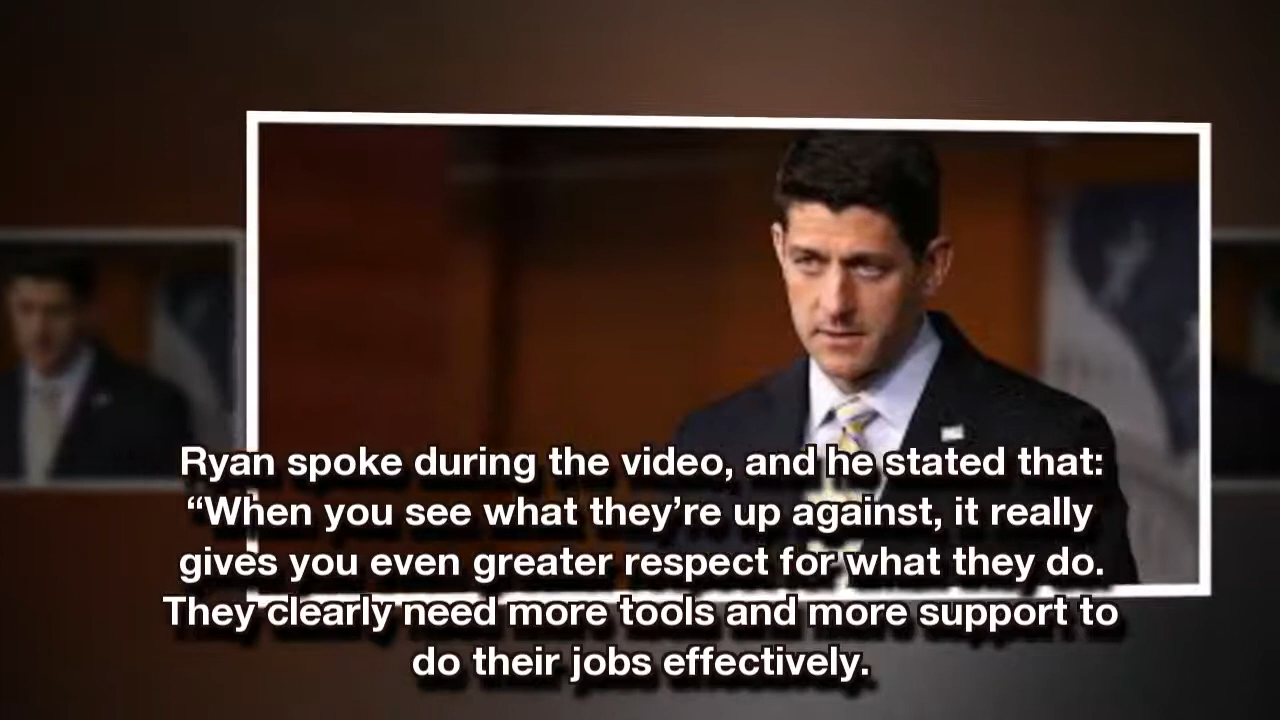 Ryan spoke during the video, and he stated that:
“When you see what they’re up against, it really
gives you even greater respect for what they do.
They clearly need more tools and more support to
do their jobs effectively.